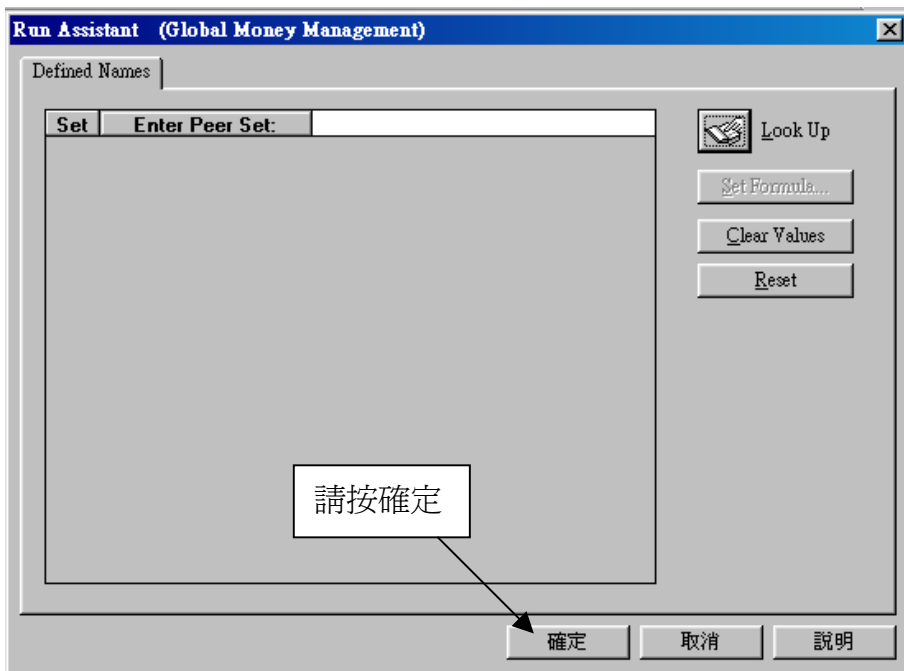 Run Assistant (Global Money Management)
Defined Names
Set Enter Peer Set:
Look Up
Set Formula...
Clear Values
Reset
請按確定
確定 取消 説明